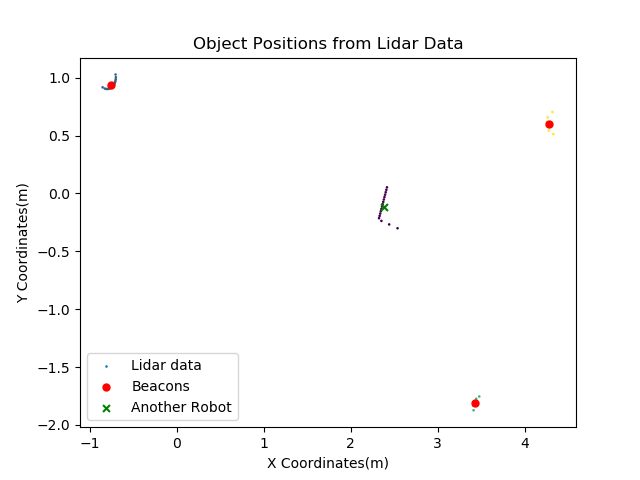 Object Positions from Lidar Data
1.0
0.5
0.0
−0.5
−1.0
−1.5
−2.0
Y Coordinates(m)
Lidar data
Beacons
Another Robot
−1 0 1 2 3 4
X Coordinates(m)